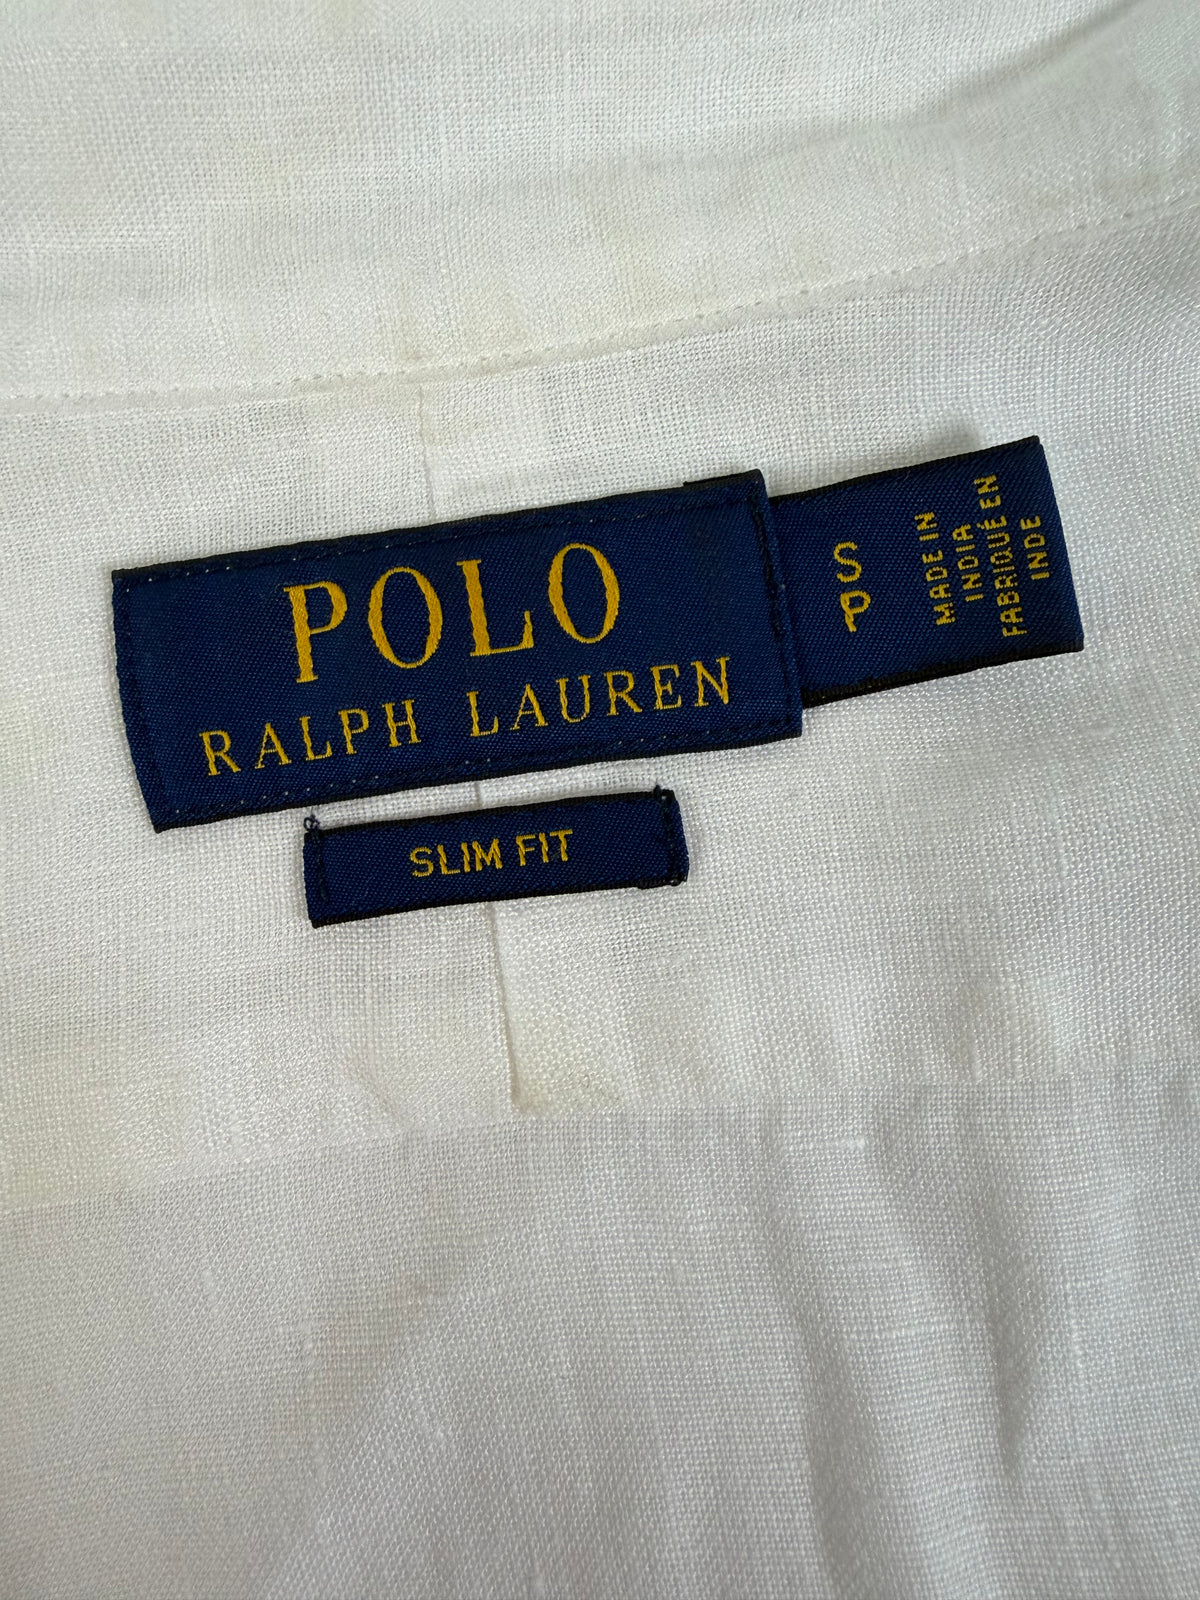 POLO
RALPH LAUREN
SLIM FIT
S
P
MADE IN
INDIA
FABRIQUÉ EN
INDE